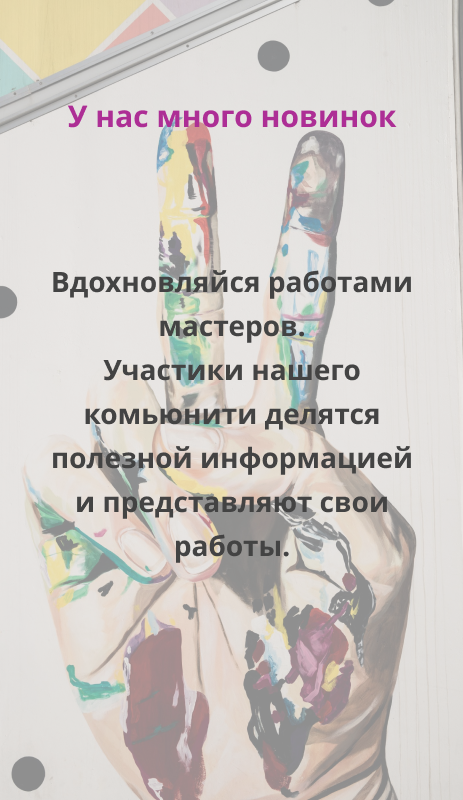 У нас много новинок
Вдохновляйся работами
мастеров.
Участики нашего
комьюнити делятся
полезной информацией
и представляют свои
работы.